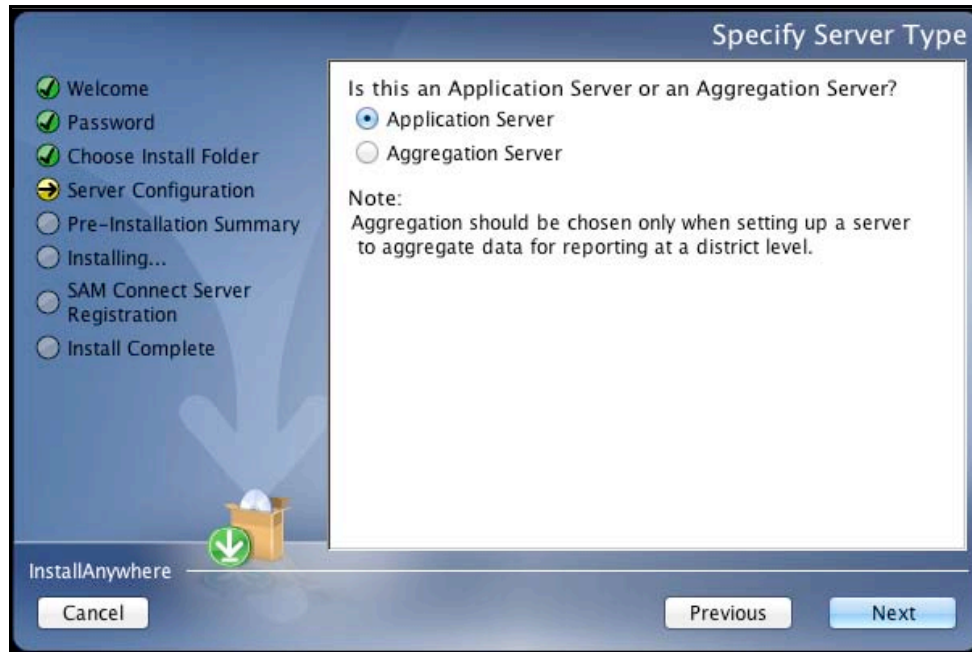 Specify Server Type
Welcome
Password
Choose Install Folder
Server Configuration
Pre-Installation Summary
Installing...
SAM Connect Server
Registration
Install Complete
Is this an Application Server or an Aggregation Server?
Application Server
Aggregation Server
Note:
Aggregation should be chosen only when setting up a server
to aggregate data for reporting at a district level.
InstallAnywhere
Cancel
Previous
Next